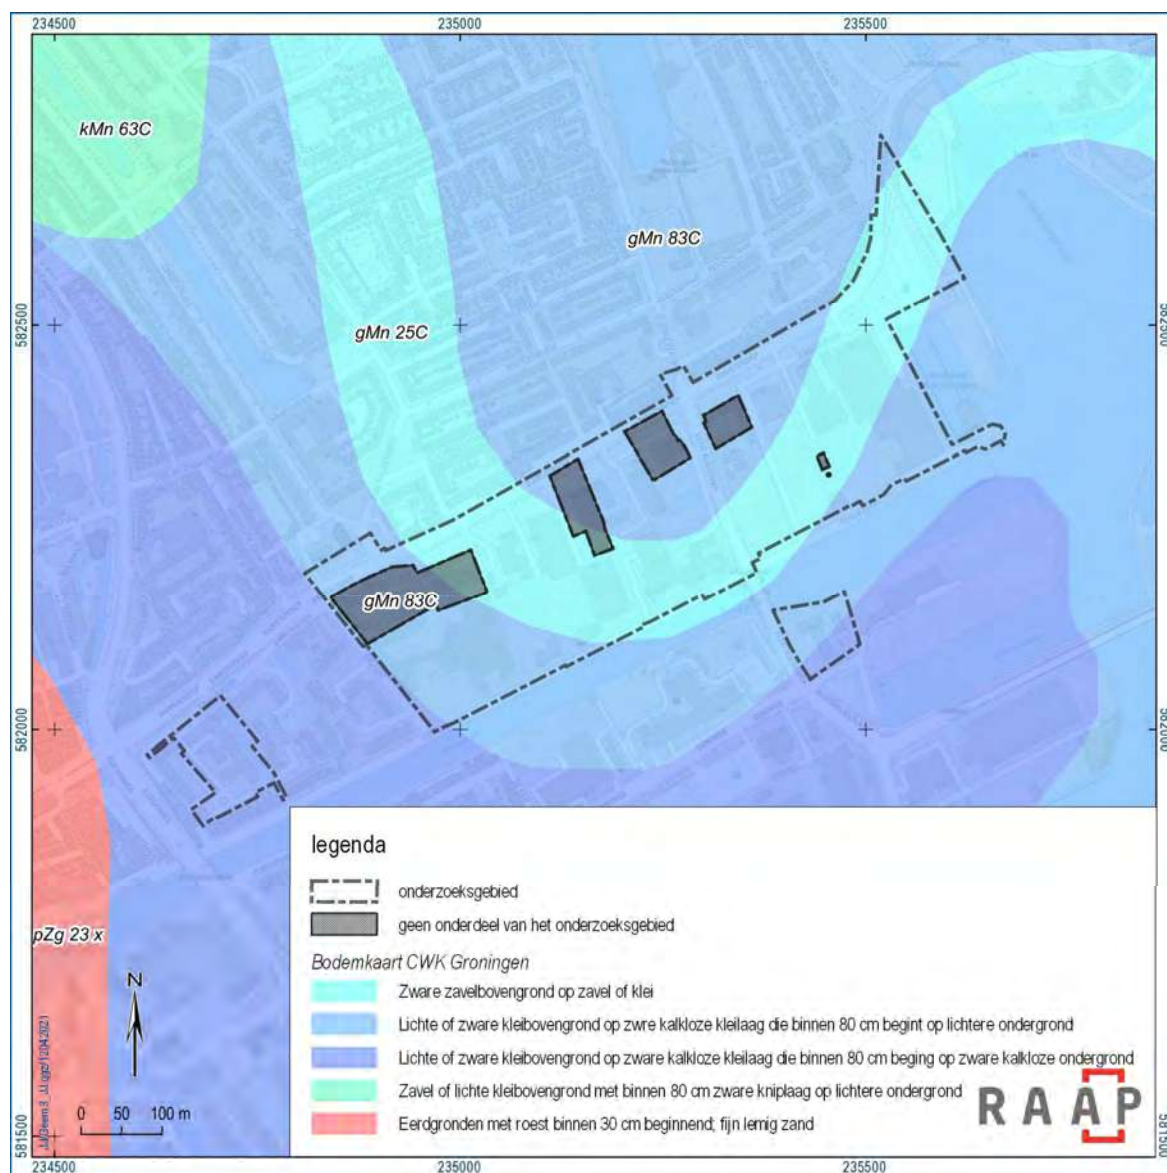 234500 235000 235500
kMn 63C
gMn 83C
gMn 25C
582500 582500
gMn 83C
582000 582000
pZg 23 x
N
0 50 100 m
legenda
onderzoeksgebied
geen onderdeel van het onderzoeksgebied
Bodemkaart CWK Groningen
Zware zavelbovengrond op zavel of klei
Lichte of zware kleibovengrond op zwre kalkloze kleilaag die binnen 80 cm begint op lichtere ondergrond
Lichte of zware kleibovengrond op zware kalkloze kleilaag die binnen 80 cm beging op zware kalkloze ondergrond
Zavel of lichte kleibovengrond met binnen 80 cm zware kniplaag op lichtere ondergrond
Eerdgronden met roest binnen 30 cm beginnend; fijn lemig zand
RAAP
581500 581500
234500 235000 235500